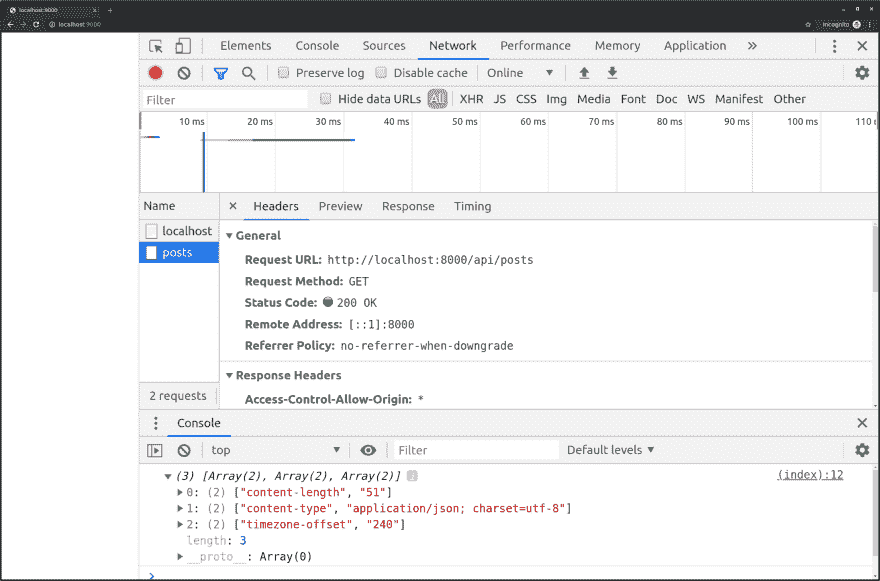 localhost:9000
localhost:9000 Incognito
Elements Console Sources Network Performance Memory Application »
Preserve log Disable cache Online
Filter Hide data URLs All XHR JS CSS Img Media Font Doc WS Manifest Other
10 ms 20 ms 30 ms 40 ms 50 ms 60 ms 70 ms 80 ms 90 ms 100 ms 110
Name Headers Preview Response Timing
localhost
posts
General
Request URL: http://localhost:8000/api/posts
Request Method: GET
Status Code: 200 OK
Remote Address: [::1]:8000
Referrer Policy: no-referrer-when-downgrade
Response Headers
Access-Control-Allow-Origin: *
2 requests
Console
top Filter Default levels
(3) [Array(2), Array(2), Array(2)] i (index):12
0: (2) ["content-length", "51"]
1: (2) ["content-type", "application/json; charset=utf-8"]
2: (2) ["timezone-offset", "240"]
length: 3
__proto__: Array(0)